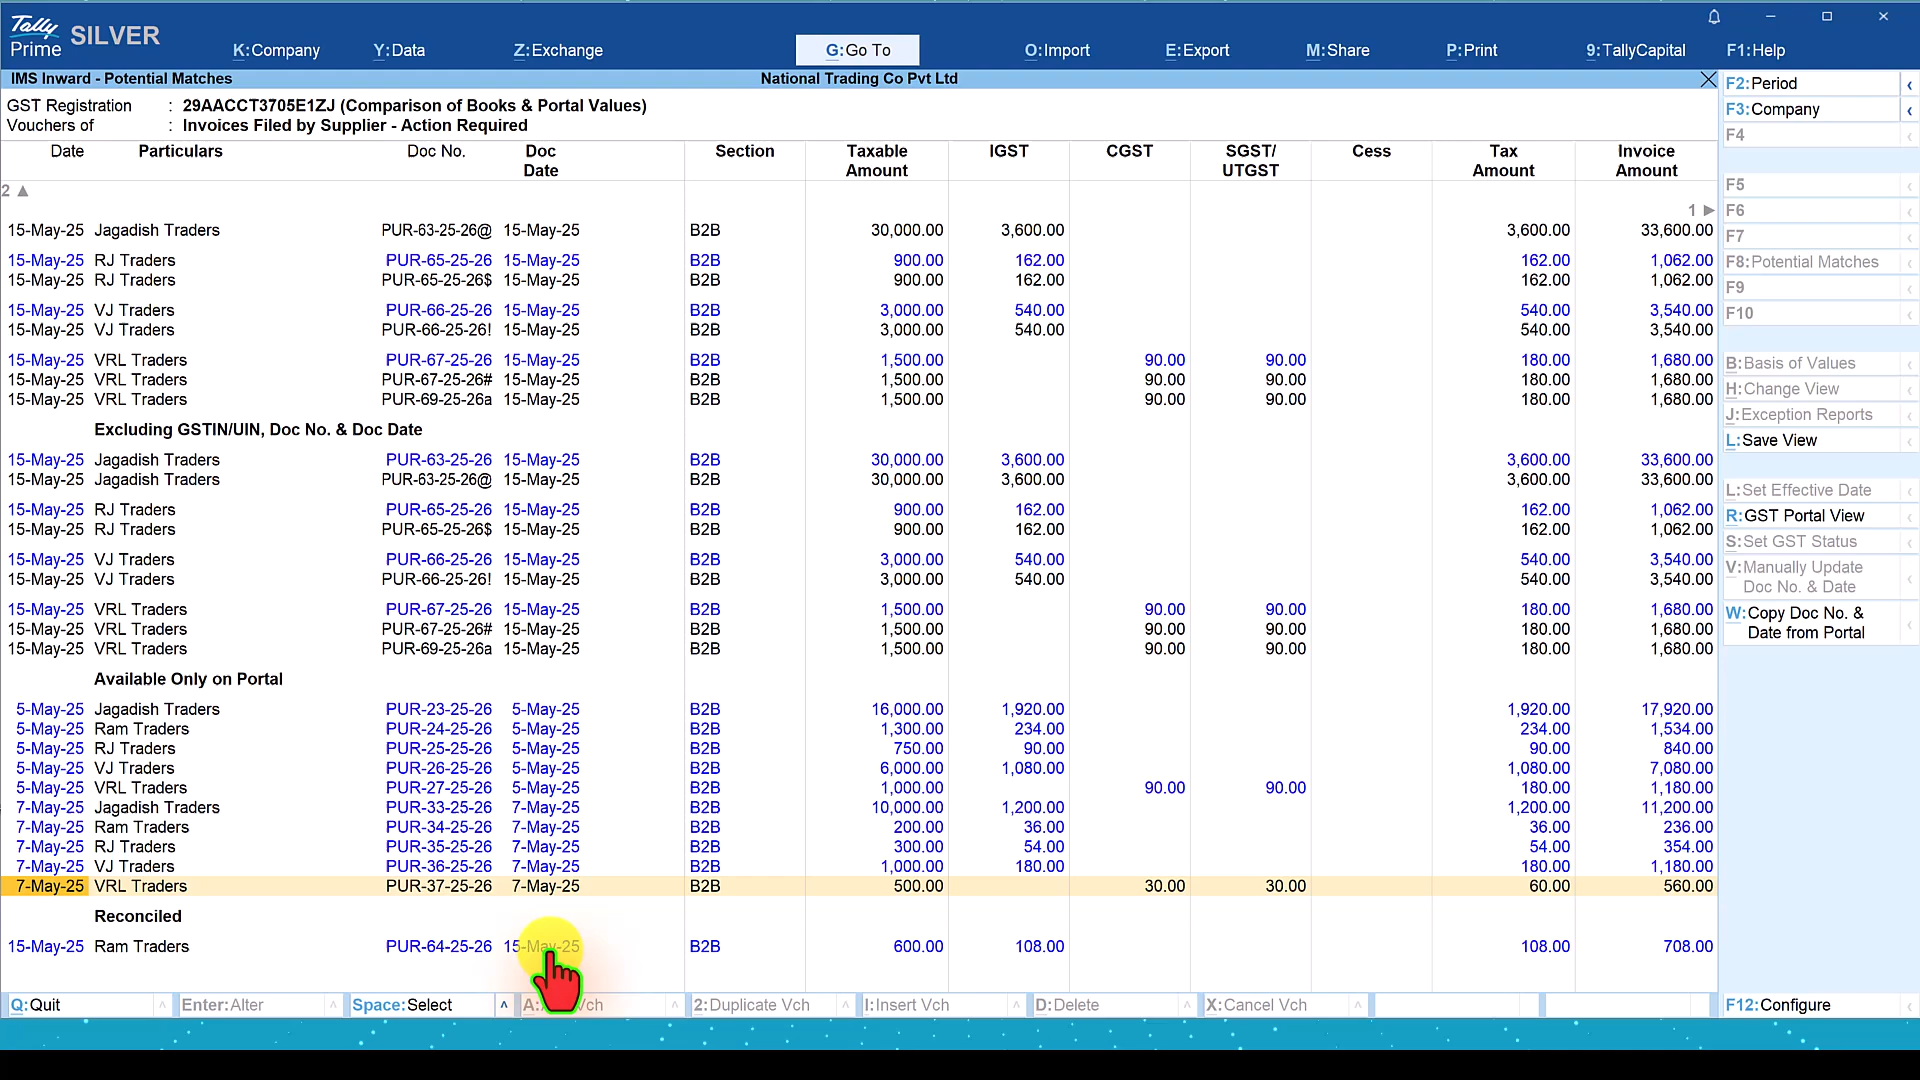 Tally
Prime SILVER
K:Company Y:Data Z:Exchange G:Go To O:Import E:Export M:Share P:Print 9:TallyCapital F1:Help
IMS Inward - Potential Matches National Trading Co Pvt Ltd
GST Registration : 29AACCT3705E1ZJ (Comparison of Books & Portal Values)
Vouchers of : Invoices Filed by Supplier - Action Required
Date Particulars Doc No. Doc Date Section Taxable Amount IGST CGST SGST/ UTGST Cess Tax Amount Invoice Amount
2 ▲
1 ▶
15-May-25 Jagadish Traders PUR-63-25-26@ 15-May-25 B2B 30,000.00 3,600.00 3,600.00 33,600.00
15-May-25 RJ Traders PUR-65-25-26 15-May-25 B2B 900.00 162.00 162.00 1,062.00
15-May-25 RJ Traders PUR-65-25-26$ 15-May-25 B2B 900.00 162.00 162.00 1,062.00
15-May-25 VJ Traders PUR-66-25-26 15-May-25 B2B 3,000.00 540.00 540.00 3,540.00
15-May-25 VJ Traders PUR-66-25-26! 15-May-25 B2B 3,000.00 540.00 540.00 3,540.00
15-May-25 VRL Traders PUR-67-25-26 15-May-25 B2B 1,500.00 90.00 90.00 180.00 1,680.00
15-May-25 VRL Traders PUR-67-25-26# 15-May-25 B2B 1,500.00 90.00 90.00 180.00 1,680.00
15-May-25 VRL Traders PUR-69-25-26a 15-May-25 B2B 1,500.00 90.00 90.00 180.00 1,680.00
Excluding GSTIN/UIN, Doc No. & Doc Date
15-May-25 Jagadish Traders PUR-63-25-26 15-May-25 B2B 30,000.00 3,600.00 3,600.00 33,600.00
15-May-25 Jagadish Traders PUR-63-25-26@ 15-May-25 B2B 30,000.00 3,600.00 3,600.00 33,600.00
15-May-25 RJ Traders PUR-65-25-26 15-May-25 B2B 900.00 162.00 162.00 1,062.00
15-May-25 RJ Traders PUR-65-25-26$ 15-May-25 B2B 900.00 162.00 162.00 1,062.00
15-May-25 VJ Traders PUR-66-25-26 15-May-25 B2B 3,000.00 540.00 540.00 3,540.00
15-May-25 VJ Traders PUR-66-25-26! 15-May-25 B2B 3,000.00 540.00 540.00 3,540.00
15-May-25 VRL Traders PUR-67-25-26 15-May-25 B2B 1,500.00 90.00 90.00 180.00 1,680.00
15-May-25 VRL Traders PUR-67-25-26# 15-May-25 B2B 1,500.00 90.00 90.00 180.00 1,680.00
15-May-25 VRL Traders PUR-69-25-26a 15-May-25 B2B 1,500.00 90.00 90.00 180.00 1,680.00
Available Only on Portal
5-May-25 Jagadish Traders PUR-23-25-26 5-May-25 B2B 16,000.00 1,920.00 1,920.00 17,920.00
5-May-25 Ram Traders PUR-24-25-26 5-May-25 B2B 1,300.00 234.00 234.00 1,534.00
5-May-25 RJ Traders PUR-25-25-26 5-May-25 B2B 750.00 90.00 90.00 840.00
5-May-25 VJ Traders PUR-26-25-26 5-May-25 B2B 6,000.00 1,080.00 1,080.00 7,080.00
5-May-25 VRL Traders PUR-27-25-26 5-May-25 B2B 1,000.00 90.00 90.00 180.00 1,180.00
7-May-25 Jagadish Traders PUR-33-25-26 7-May-25 B2B 10,000.00 1,200.00 1,200.00 11,200.00
7-May-25 Ram Traders PUR-34-25-26 7-May-25 B2B 200.00 36.00 36.00 236.00
7-May-25 RJ Traders PUR-35-25-26 7-May-25 B2B 300.00 54.00 54.00 354.00
7-May-25 VJ Traders PUR-36-25-26 7-May-25 B2B 1,000.00 180.00 180.00 1,180.00
7-May-25 VRL Traders PUR-37-25-26 7-May-25 B2B 500.00 30.00 30.00 60.00 560.00
Reconciled
15-May-25 Ram Traders PUR-64-25-26 15-May-25 B2B 600.00 108.00 108.00 708.00
Q:Quit Enter:Alter Space:Select A: Vch 2:Duplicate Vch I:Insert Vch D:Delete X:Cancel Vch
F2:Period
F3:Company
F4
F5
F6
F7
F8:Potential Matches
F9
F10
B:Basis of Values
H:Change View
J:Exception Reports
L:Save View
L:Set Effective Date
R:GST Portal View
S:Set GST Status
V:Manually Update
Doc No. & Date
W:Copy Doc No. &
Date from Portal
F12:Configure